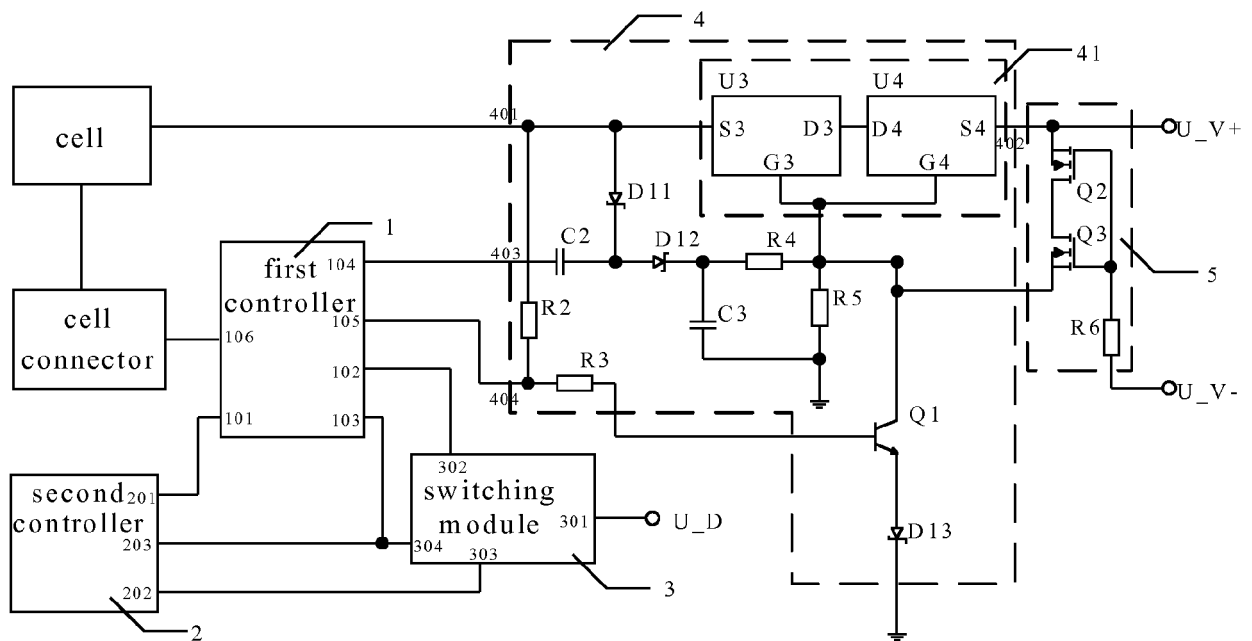 4
41
U3
U4
401
cell
S3
D3
D4
S4
402
U_V+
G3
G4
Q2
D11
1
C2
D12
R4
Q3
403
104
first
controller
5
R5
105
R2
C3
cell
connector
106
R6
102
R3
404
U_V-
101
103
Q1
302
second
201
controller
switching
module
301
U_D
203
304
303
D13
202
2
3